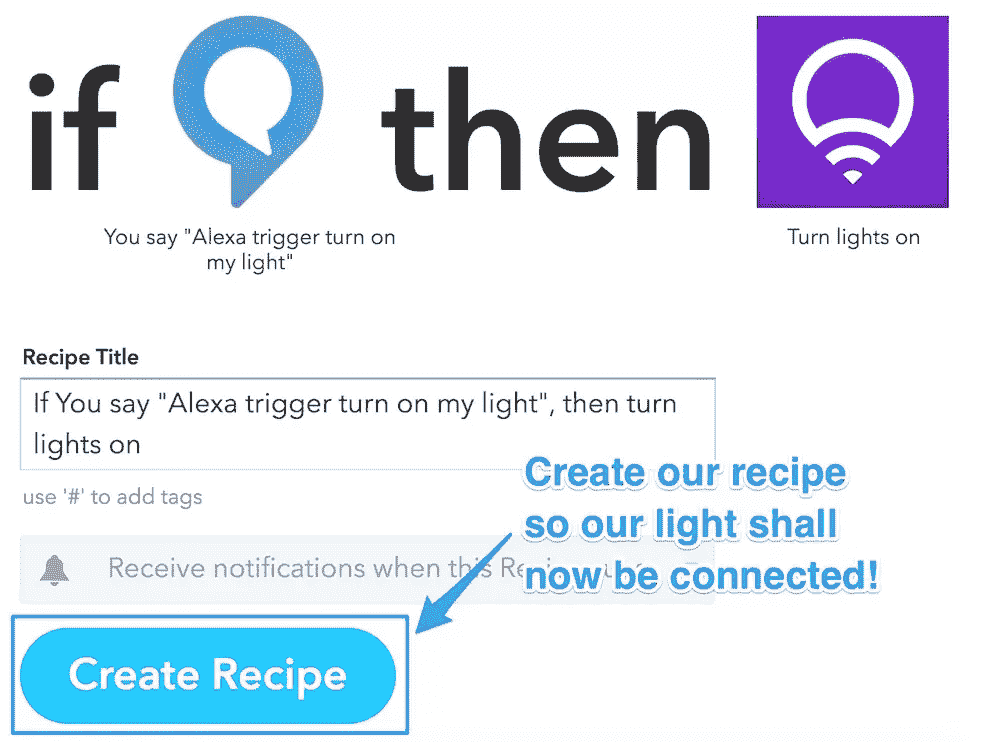 if then
You say "Alexa trigger turn on
my light"
Turn lights on
Recipe Title
If You say "Alexa trigger turn on my light", then turn
lights on
use '#' to add tags
Create our recipe
so our light shall
now be connected!
Receive notifications when this
Create Recipe